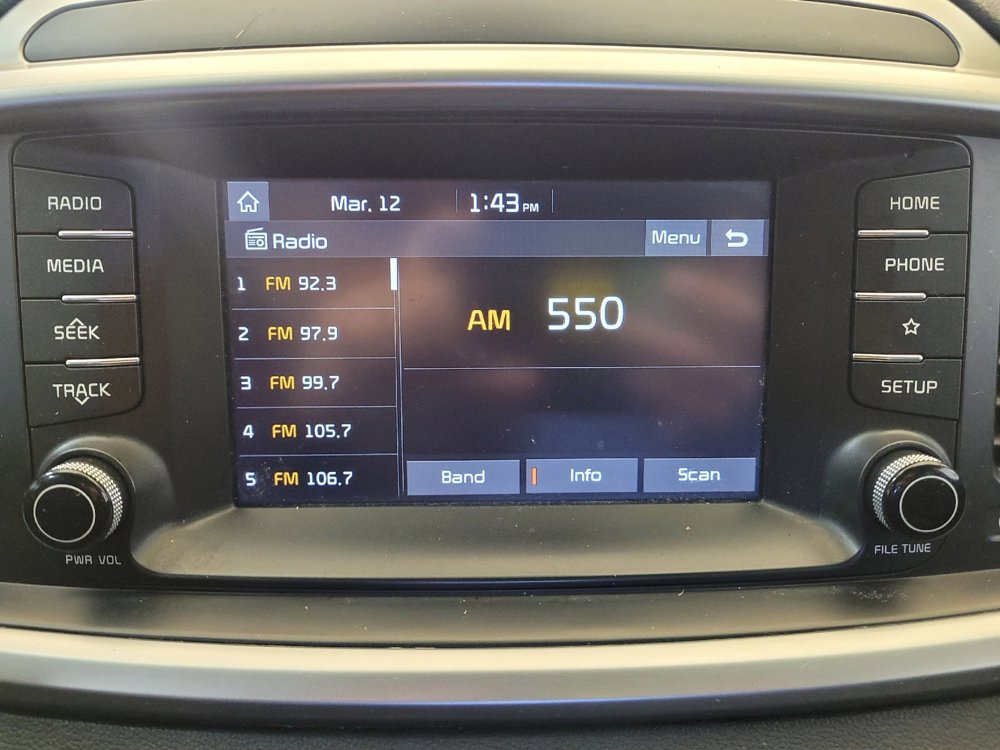 Mar. 12 1:43 PM
Radio Menu
1 FM 92.3
2 FM 97.9
3 FM 99.7
4 FM 105.7
5 FM 106.7
AM 550
Band Info Scan
RADIO
MEDIA
SEEK
TRACK
PWR VOL
HOME
PHONE
SETUP
FILE TUNE